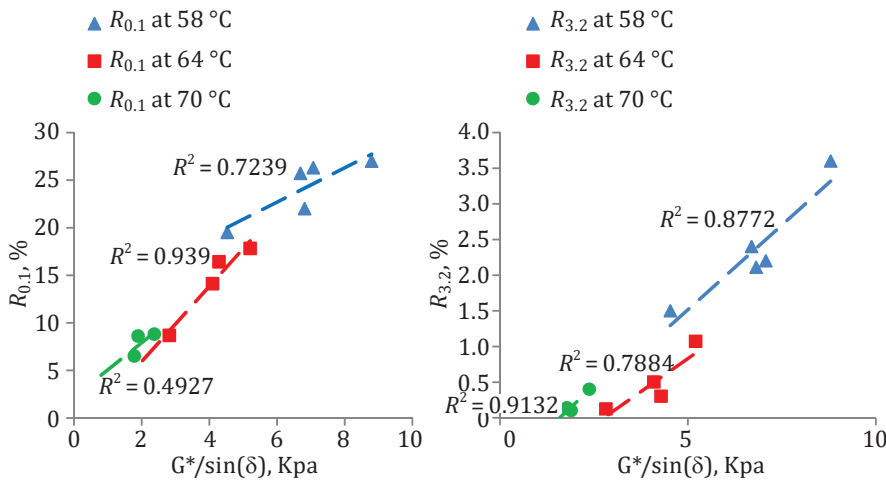 R0.1 at 58 °C
R0.1 at 64 °C
R0.1 at 70 °C
30
25
20
15
10
5
0
R0.1, %
R² = 0.7239
R² = 0.939
R² = 0.4927
0 2 4 6 8 10
G*/sin(δ), Kpa
R3.2 at 58 °C
R3.2 at 64 °C
R3.2 at 70 °C
4.0
3.5
3.0
2.5
2.0
1.5
1.0
0.5
0
R3.2, %
R² = 0.8772
R² = 0.7884
R² = 0.9132
0 5 10
G*/sin(δ), Kpa